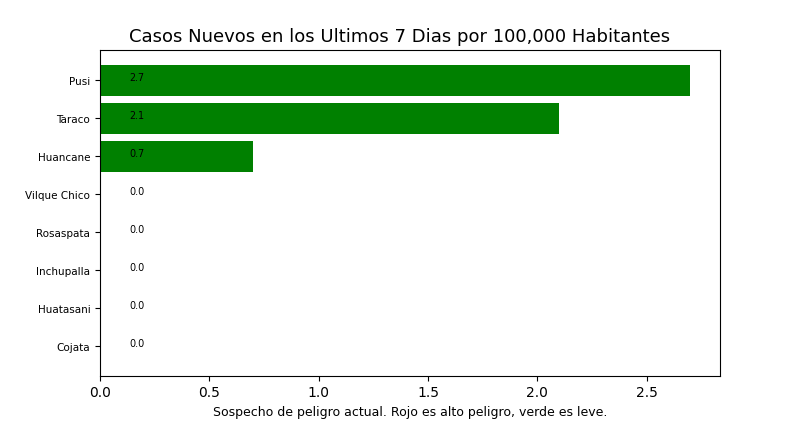 Casos Nuevos en los Ultimos 7 Dias por 100,000 Habitantes
Pusi 2.7
Taraco 2.1
Huancane 0.7
Vilque Chico 0.0
Rosaspata 0.0
Inchupalla 0.0
Huatasani 0.0
Cojata 0.0
0.0 0.5 1.0 1.5 2.0 2.5
Sospecho de peligro actual. Rojo es alto peligro, verde es leve.